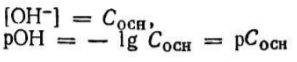 [OH⁻] = Cосн,
pOH = — lg Cосн = pCосн